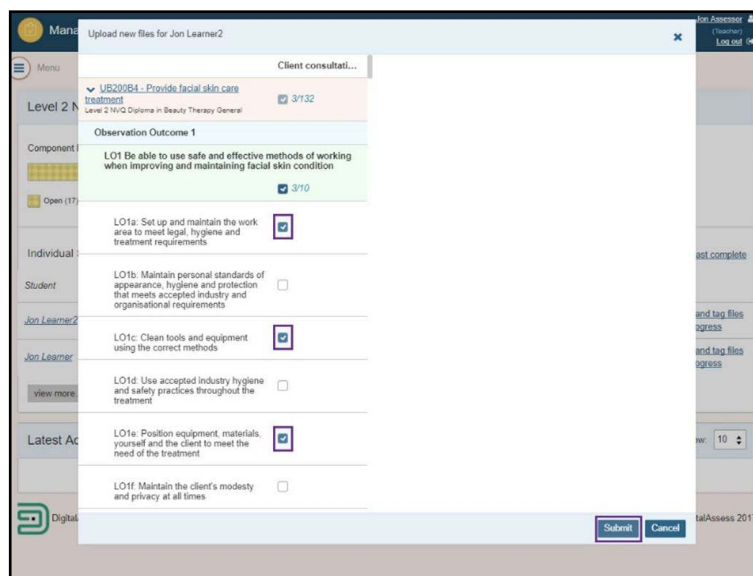 Mana
Jon Assessor
(Teacher)
Log out
Menu
Level 2 N
Component
Open (17)
Individual
ast complete
Student
Jon Learner2
and tag files
ogress
Jon Learner
and tag files
ogress
view more
Latest Ac
ow: 10
Digital
talAssess 201
Upload new files for Jon Learner2
Client consultati...
UB200B4 - Provide facial skin care
treatment
3/132
Level 2 NVQ Diploma in Beauty Therapy General
Observation Outcome 1
LO1 Be able to use safe and effective methods of working
when improving and maintaining facial skin condition
3/10
LO1a: Set up and maintain the work
area to meet legal, hygiene and
treatment requirements
LO1b: Maintain personal standards of
appearance, hygiene and protection
that meets accepted industry and
organisational requirements
LO1c: Clean tools and equipment
using the correct methods
LO1d: Use accepted industry hygiene
and safety practices throughout the
treatment
LO1e: Position equipment, materials,
yourself and the client to meet the
need of the treatment
LO1f: Maintain the client's modesty
and privacy at all times
Submit
Cancel